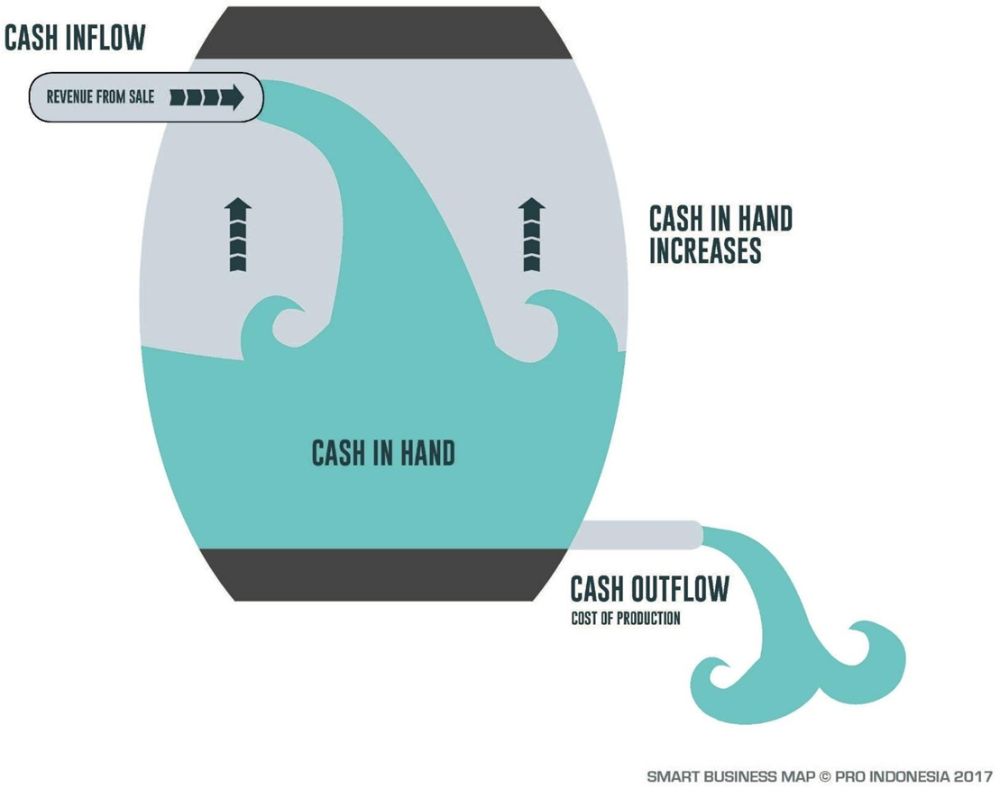 CASH INFLOW
REVENUE FROM SALE
CASH IN HAND
INCREASES
CASH IN HAND
CASH OUTFLOW
COST OF PRODUCTION
SMART BUSINESS MAP © PRO INDONESIA 2017